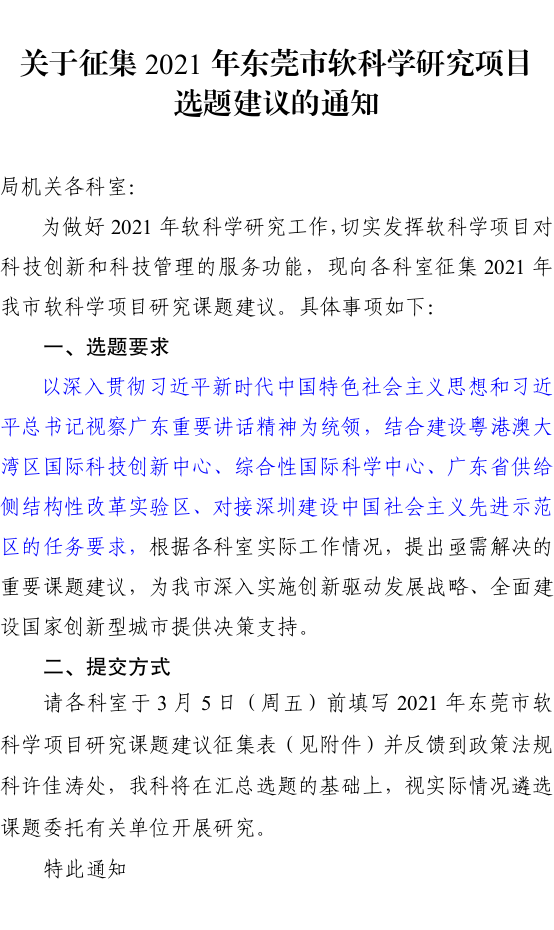 关于征集 2021 年东莞市软科学研究项目
选题建议的通知
局机关各科室：
为做好 2021 年软科学研究工作，切实发挥软科学项目对
科技创新和科技管理的服务功能，现向各科室征集 2021 年
我市软科学项目研究课题建议。具体事项如下：
一、选题要求
以深入贯彻习近平新时代中国特色社会主义思想和习近
平总书记视察广东重要讲话精神为统领，结合建设粤港澳大
湾区国际科技创新中心、综合性国际科学中心、广东省供给
侧结构性改革实验区、对接深圳建设中国社会主义先进示范
区的任务要求，根据各科室实际工作情况，提出亟需解决的
重要课题建议，为我市深入实施创新驱动发展战略、全面建
设国家创新型城市提供决策支持。
二、提交方式
请各科室于 3 月 5 日（周五）前填写 2021 年东莞市软
科学项目研究课题建议征集表（见附件）并反馈到政策法规
科许佳涛处，我科将在汇总选题的基础上，视实际情况遴选
课题委托有关单位开展研究。
特此通知